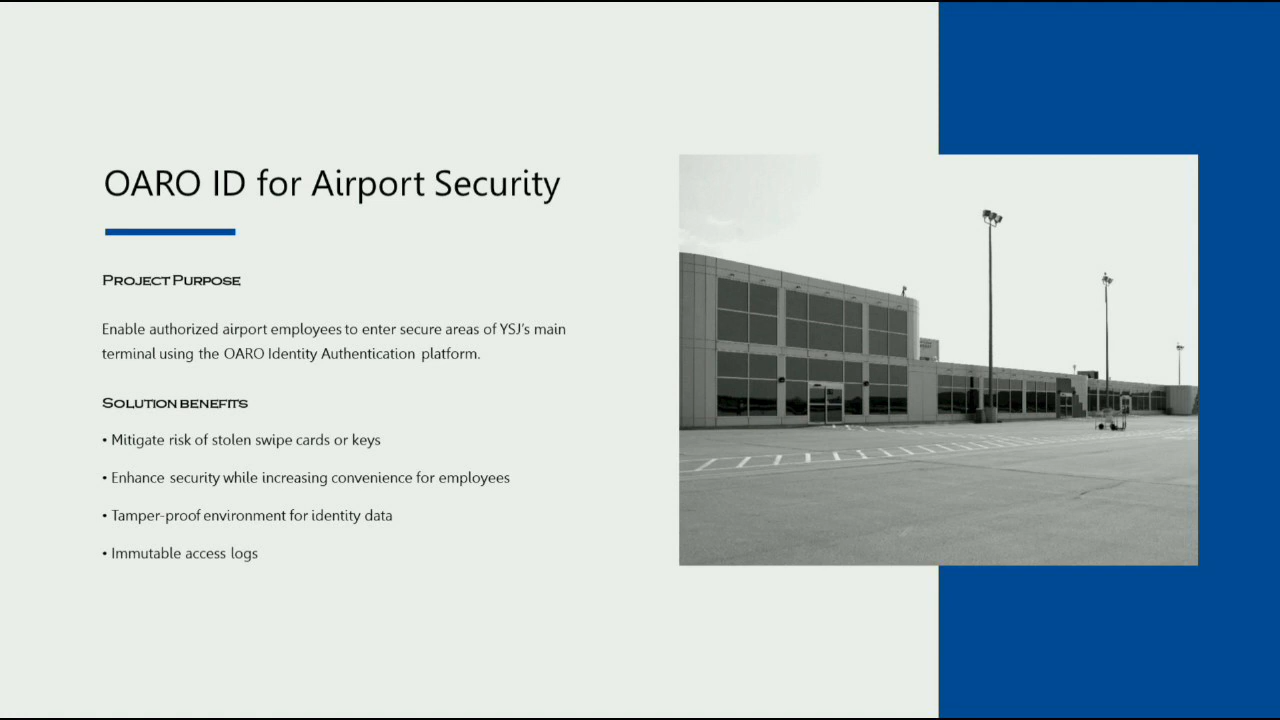 OARO ID for Airport Security
Project Purpose
Enable authorized airport employees to enter secure areas of YSJ's main
terminal using the OARO Identity Authentication platform.
Solution benefits
• Mitigate risk of stolen swipe cards or keys
• Enhance security while increasing convenience for employees
• Tamper-proof environment for identity data
• Immutable access logs